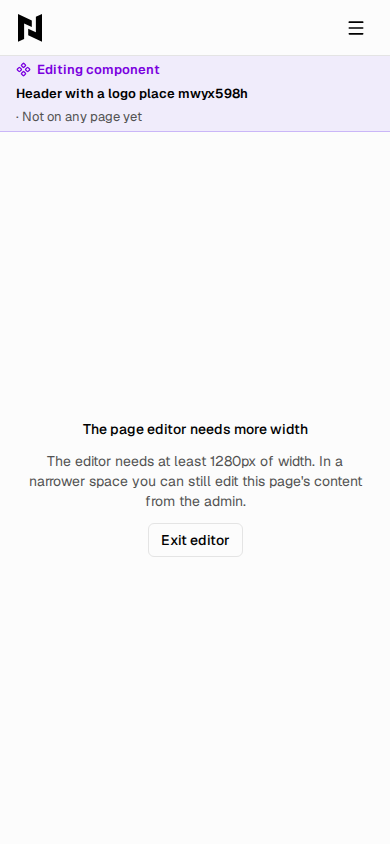 Editing component
Header with a logo place mwyx598h
· Not on any page yet
The page editor needs more width
The editor needs at least 1280px of width. In a
narrower space you can still edit this page's content
from the admin.
Exit editor